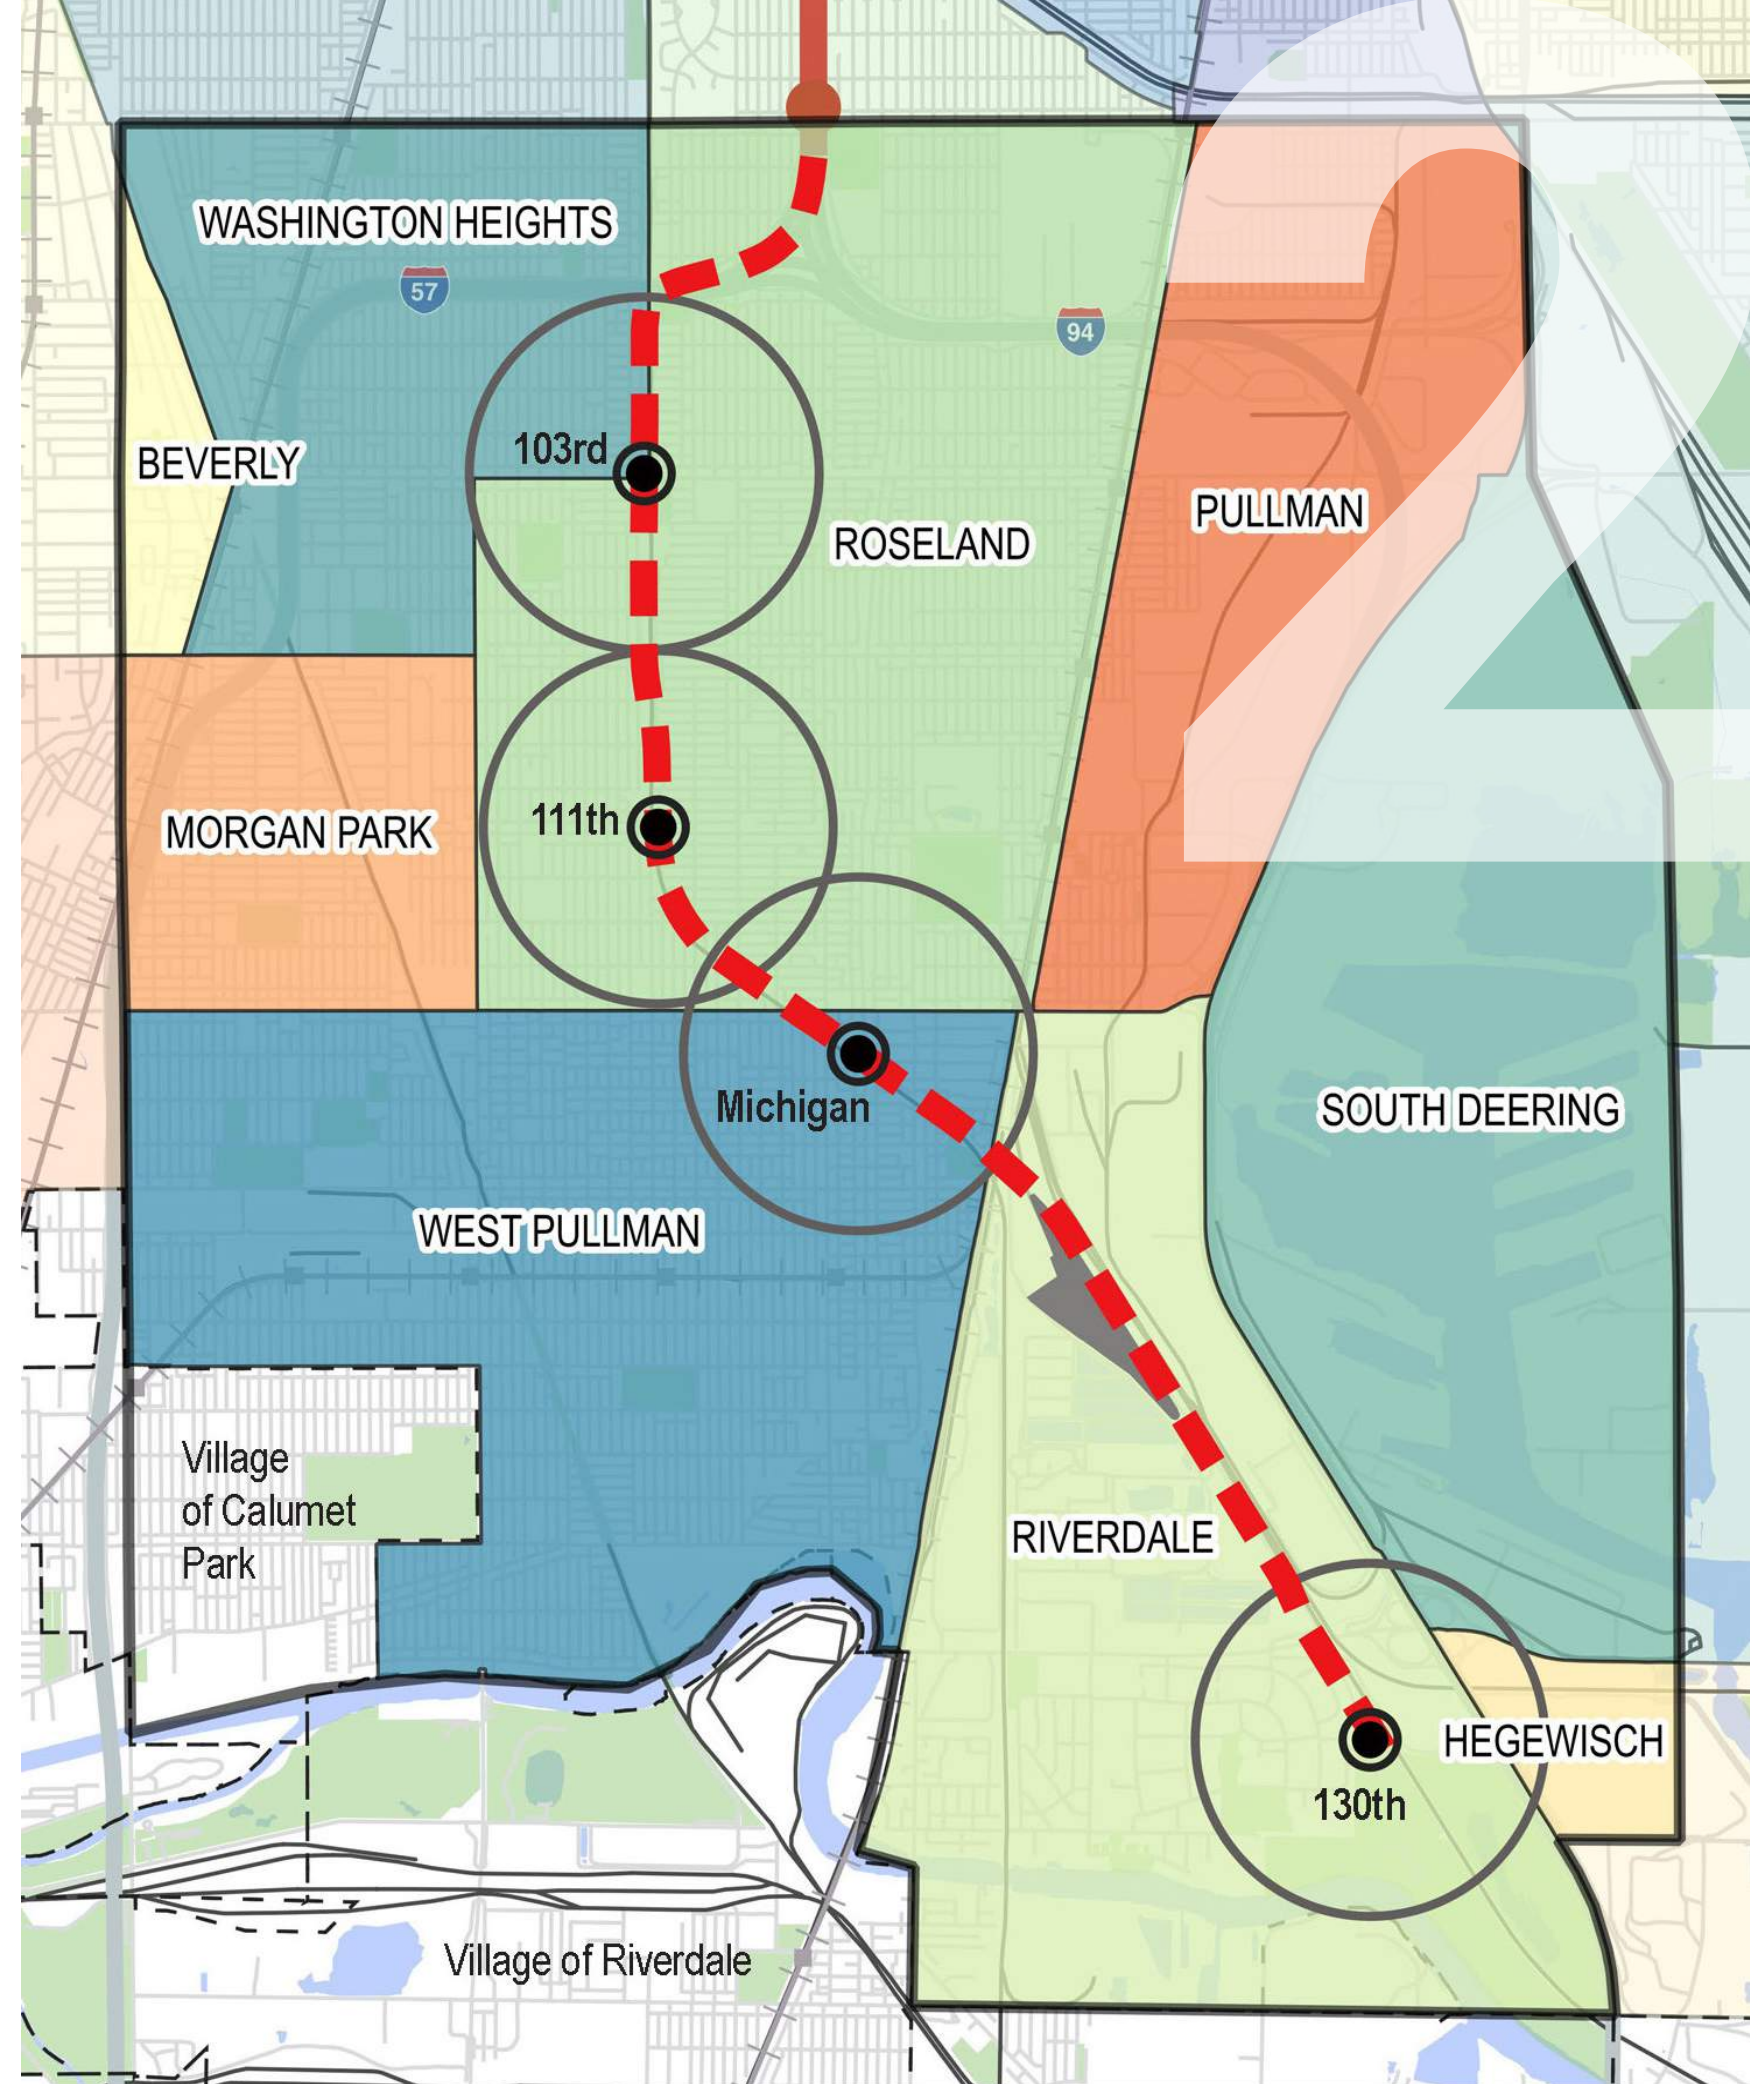 2
WASHINGTON HEIGHTS
57
94
103rd
BEVERLY
PULLMAN
ROSELAND
111th
MORGAN PARK
Michigan
SOUTH DEERING
WEST PULLMAN
Village
of Calumet
Park
RIVERDALE
HEGEWISCH
130th
Village of Riverdale